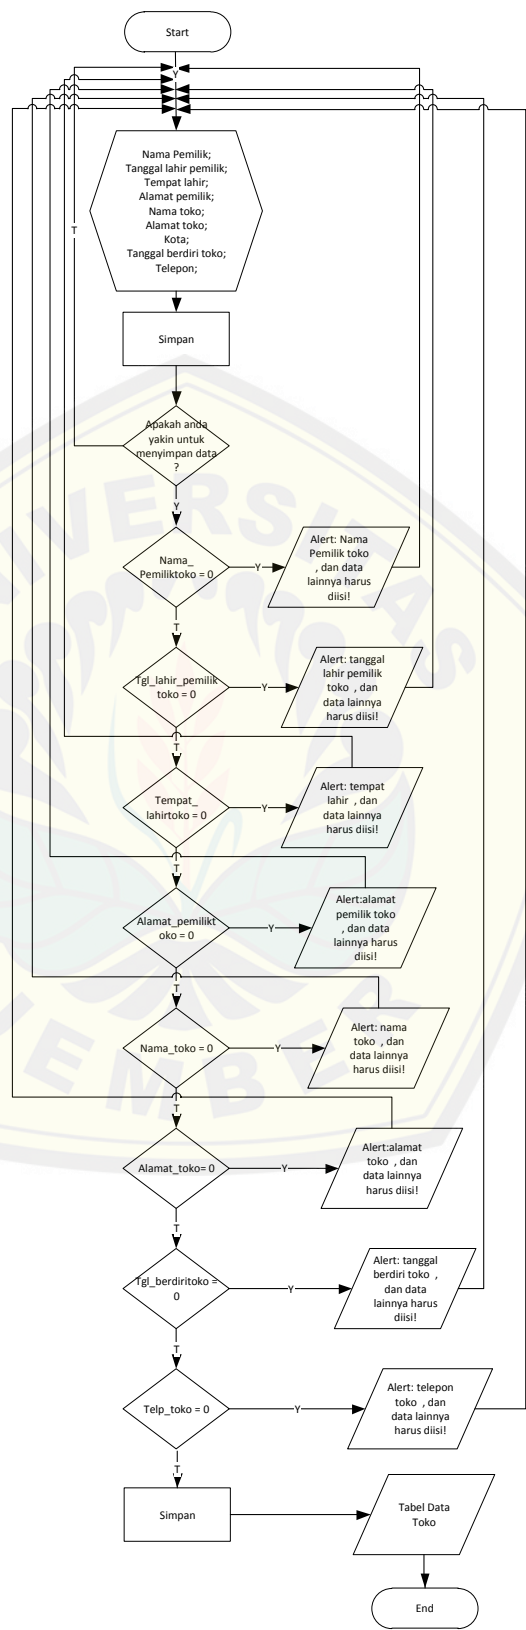 Start
Y
Nama Pemilik;
Tanggal lahir pemilik;
Tempat lahir;
Alamat pemilik;
Nama toko;
Alamat toko;
Kota;
Tanggal berdiri toko;
Telepon;
T
Simpan
Apakah anda
yakin untuk
menyimpan data
?
Y
Nama_
Pemiliktoko = 0
Y
Alert: Nama
Pemilik toko
, dan data
lainnya harus
diisi!
T
Tgl_lahir_pemilik
toko = 0
Y
Alert: tanggal
lahir pemilik
toko , dan
data lainnya
harus diisi!
T
Tempat_
lahirtoko = 0
Y
Alert: tempat
lahir , dan
data lainnya
harus diisi!
T
Alamat_pemilikt
oko = 0
Y
Alert:alamat
pemilik toko
, dan data
lainnya harus
diisi!
T
Nama_toko = 0
Y
Alert: nama
toko , dan
data lainnya
harus diisi!
T
Alamat_toko= 0
Y
Alert:alamat
toko , dan
data lainnya
harus diisi!
T
Tgl_berdiritoko =
0
Y
Alert: tanggal
berdiri toko ,
dan data
lainnya harus
diisi!
T
Telp_toko = 0
Y
Alert: telepon
toko , dan
data lainnya
harus diisi!
T
Simpan
Tabel Data
Toko
End
UNIVERSITAS
JEMBER